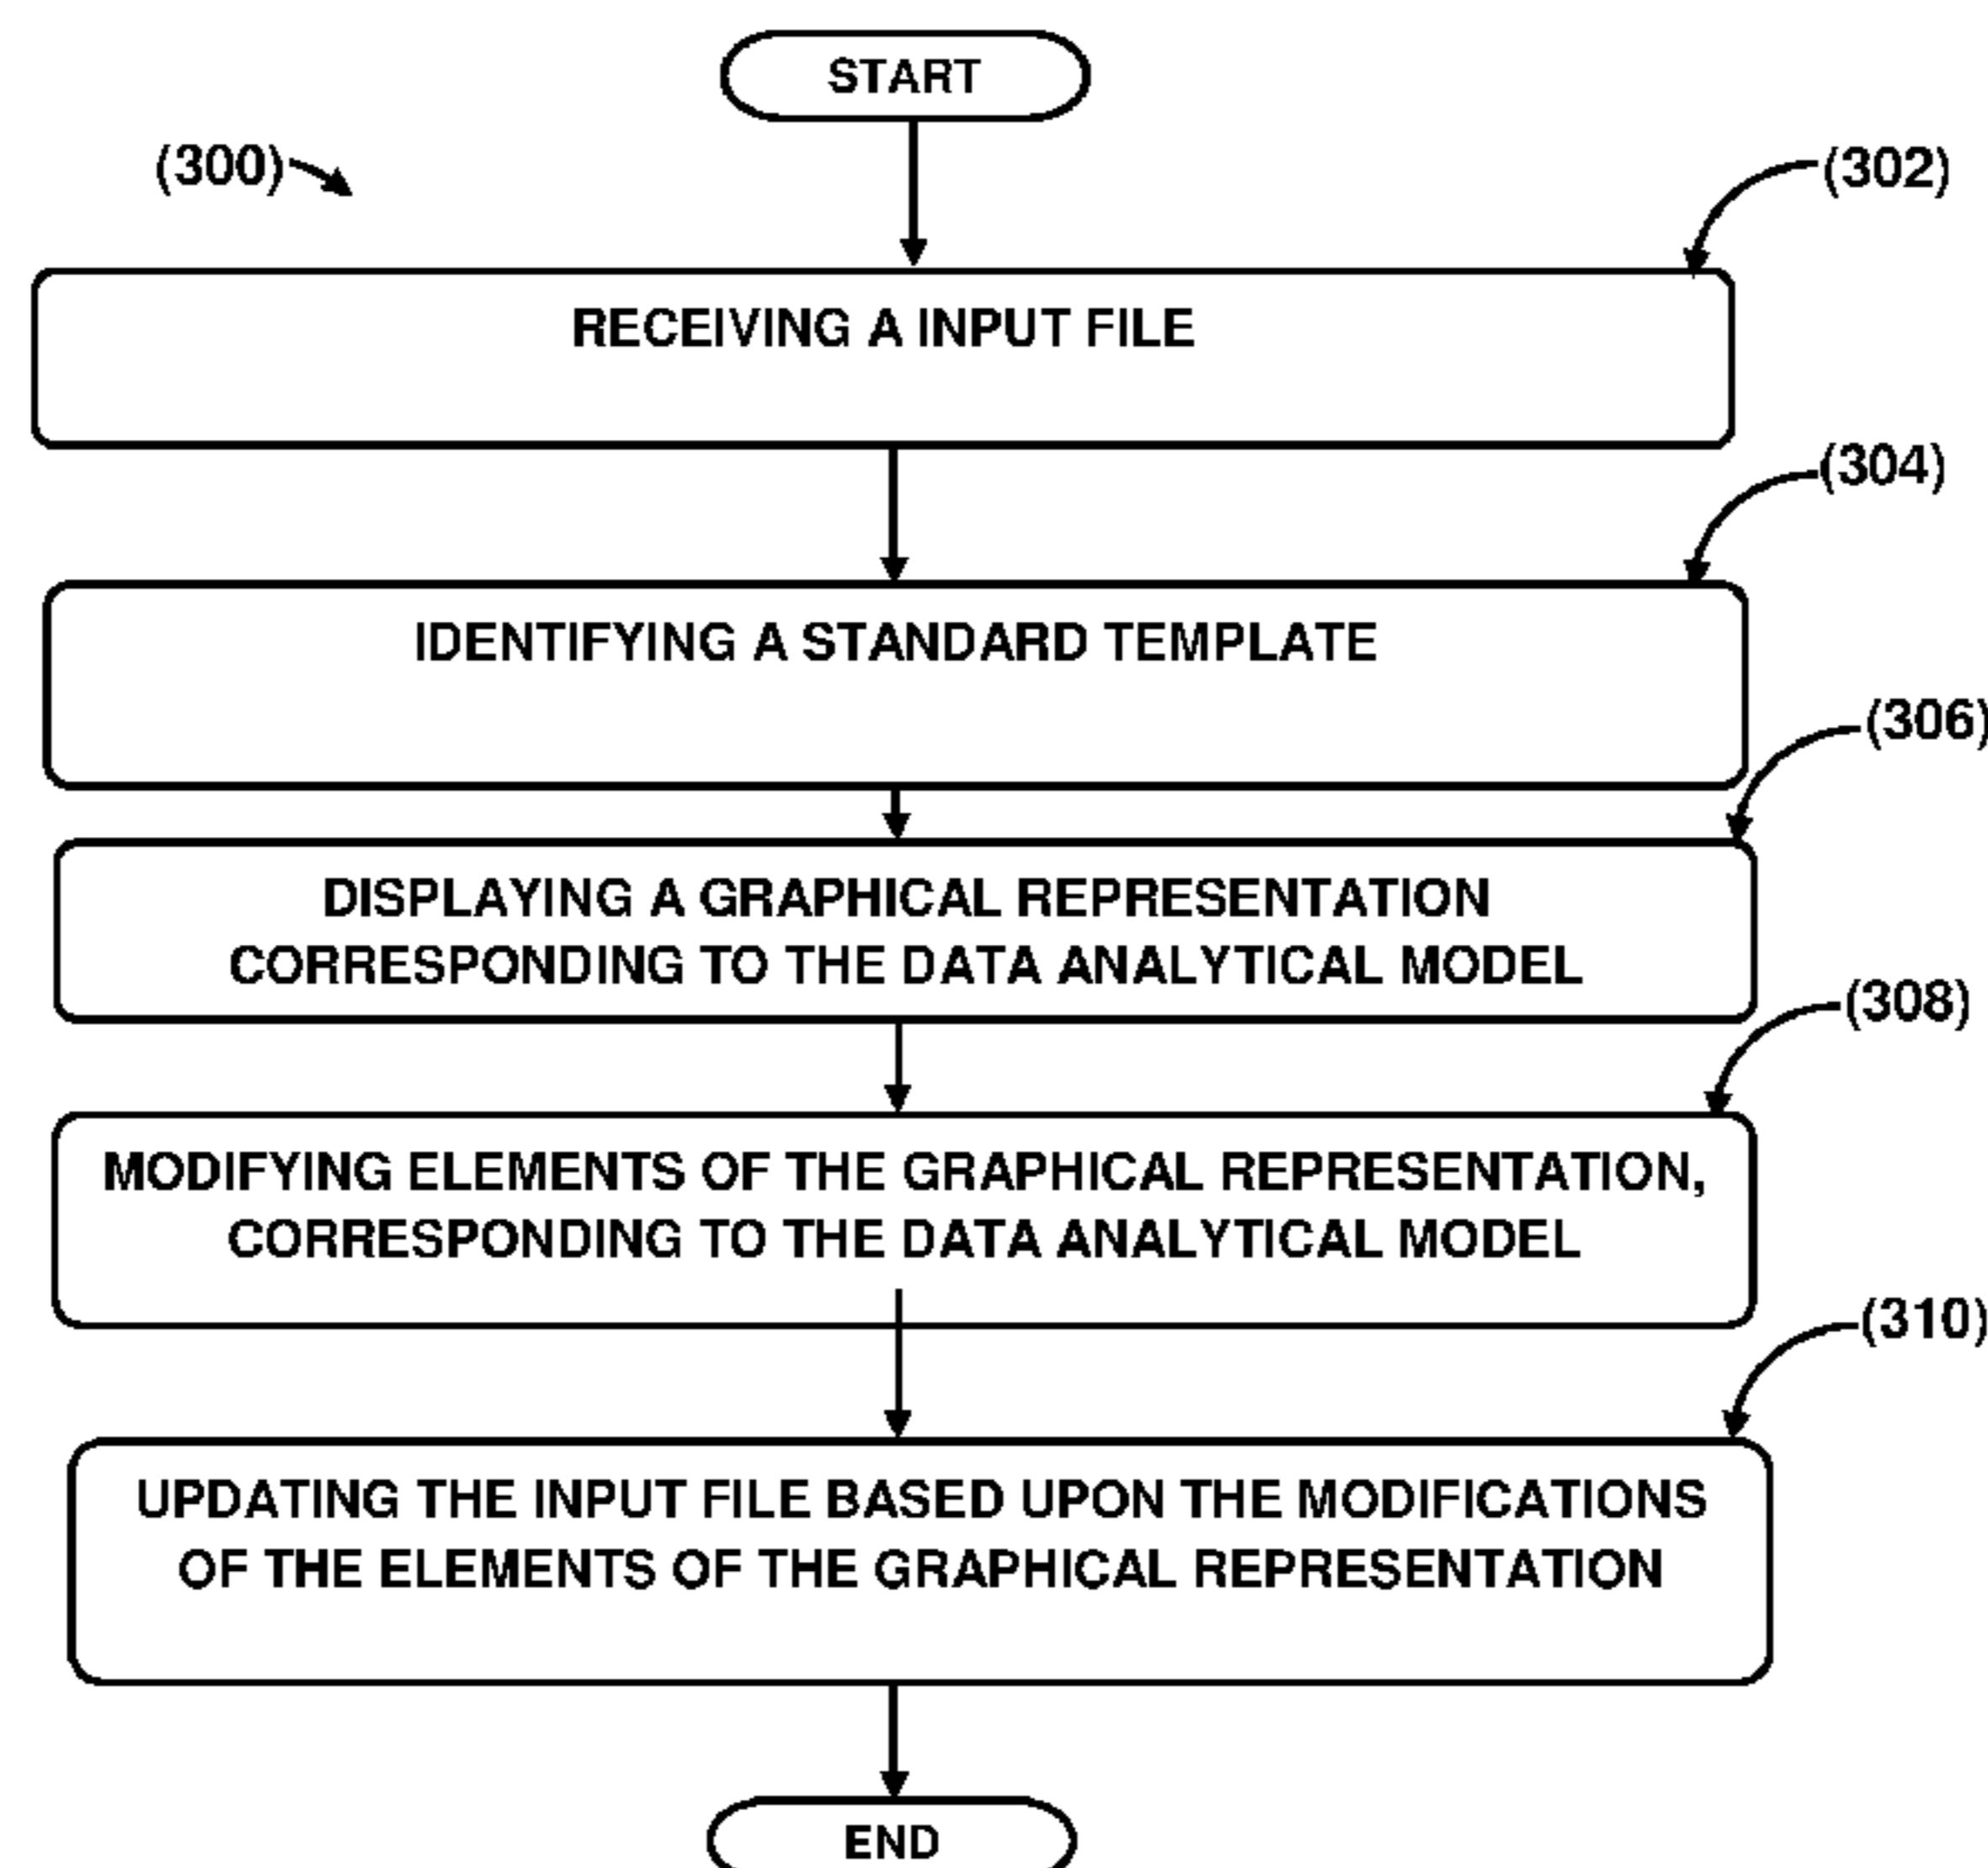 START
(300)
(302)
RECEIVING A INPUT FILE
(304)
IDENTIFYING A STANDARD TEMPLATE
(306)
DISPLAYING A GRAPHICAL REPRESENTATION
CORRESPONDING TO THE DATA ANALYTICAL MODEL
(308)
MODIFYING ELEMENTS OF THE GRAPHICAL REPRESENTATION,
CORRESPONDING TO THE DATA ANALYTICAL MODEL
(310)
UPDATING THE INPUT FILE BASED UPON THE MODIFICATIONS
OF THE ELEMENTS OF THE GRAPHICAL REPRESENTATION
END